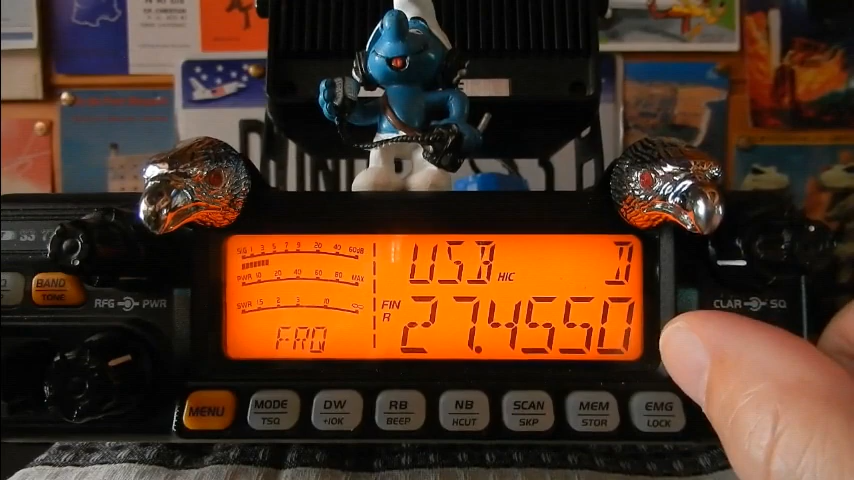 SIG 1 3 5 7 9 20 40 60dB
PWR 10 20 40 60 80 MAX
SWR 1.5 2 3 10 ∞
FRQ
USB HIC D
FIN
R
27.4550
BAND
TONE
RFG PWR
CLAR SQ
MENU
MODE
TSQ
DW
+10K
RB
BEEP
NB
HCUT
SCAN
SKP
MEM
STOR
EMG
LOCK